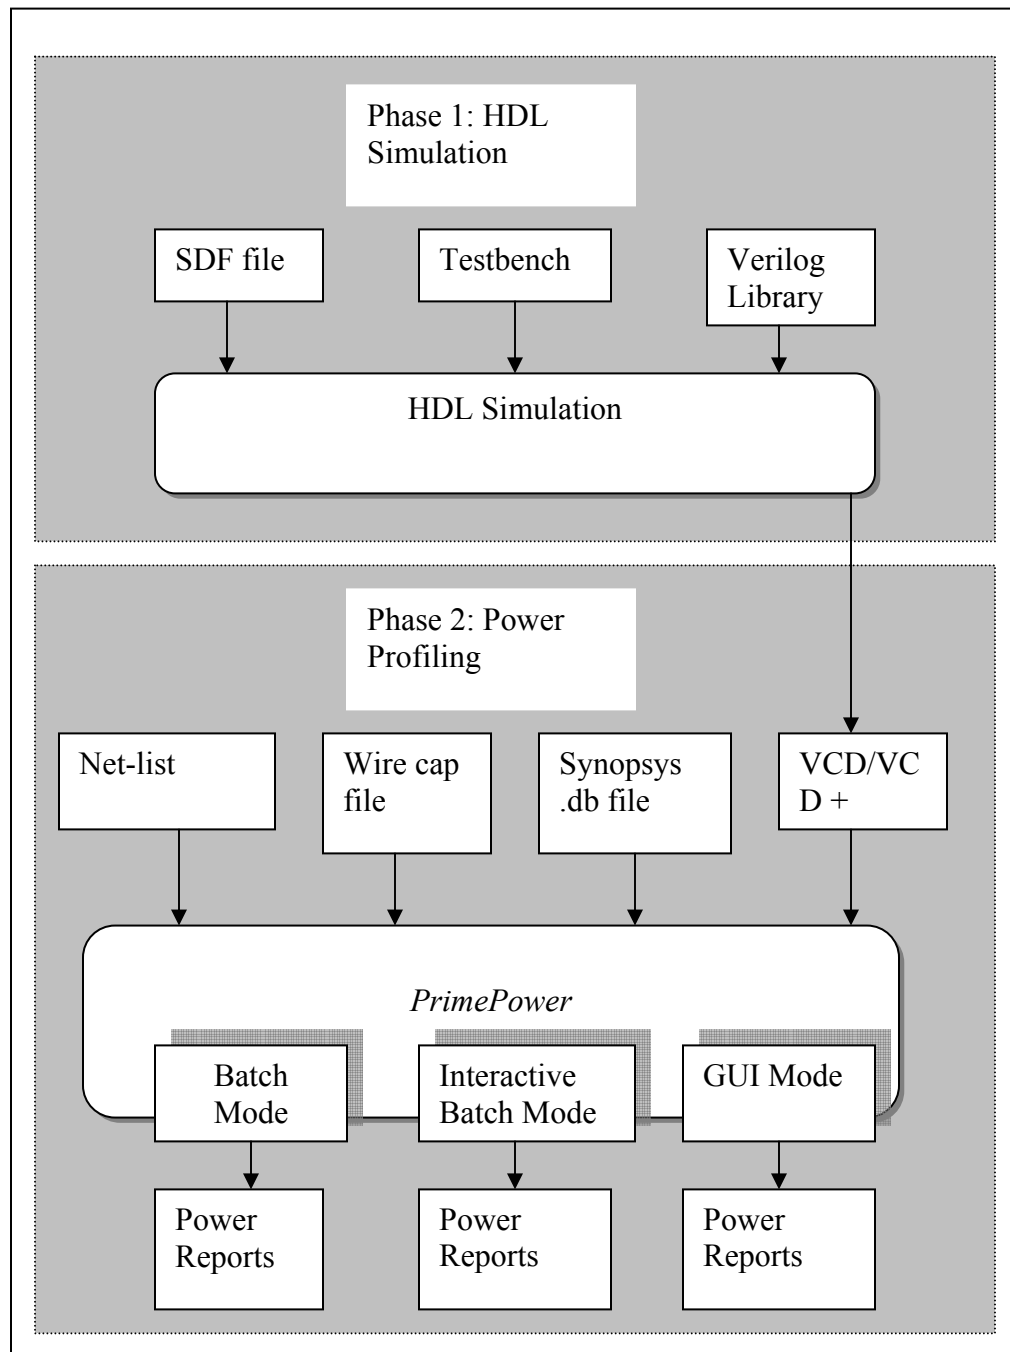 Phase 1: HDL
Simulation
SDF file
Testbench
Verilog
Library
HDL Simulation
Phase 2: Power
Profiling
Net-list
Wire cap
file
Synopsys
.db file
VCD/VC
D +
PrimePower
Batch
Mode
Interactive
Batch Mode
GUI Mode
Power
Reports
Power
Reports
Power
Reports